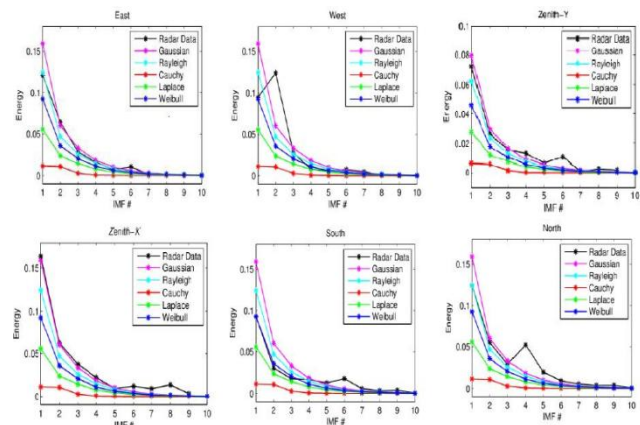 East
0.15
0.1
0.05
0
Energy
1 2 3 4 5 6 7 8 9 10
IMF #
Radar Data
Gaussian
Rayleigh
Cauchy
Laplace
Weibull
West
0.15
0.1
0.05
0
Energy
1 2 3 4 5 6 7 8 9 10
IMF #
Radar Data
Gaussian
Rayleigh
Cauchy
Laplace
Weibull
Zenith-Y
0.1
0.08
0.06
0.04
0.02
0
Energy
1 2 3 4 5 6 7 8 9 10
IMF #
Radar Data
Gaussian
Rayleigh
Cauchy
Laplace
Weibull
Zenith-X
0.15
0.1
0.05
0
Energy
1 2 3 4 5 6 7 8 9 10
IMF #
Radar Data
Gaussian
Rayleigh
Cauchy
Laplace
Weibull
South
0.15
0.1
0.05
0
Energy
1 2 3 4 5 6 7 8 9 10
IMF #
Radar Data
Gaussian
Rayleigh
Cauchy
Laplace
Weibull
North
0.15
0.1
0.05
0
Energy
1 2 3 4 5 6 7 8 9 10
IMF #
Radar Data
Gaussian
Rayleigh
Cauchy
Laplace
Weibull